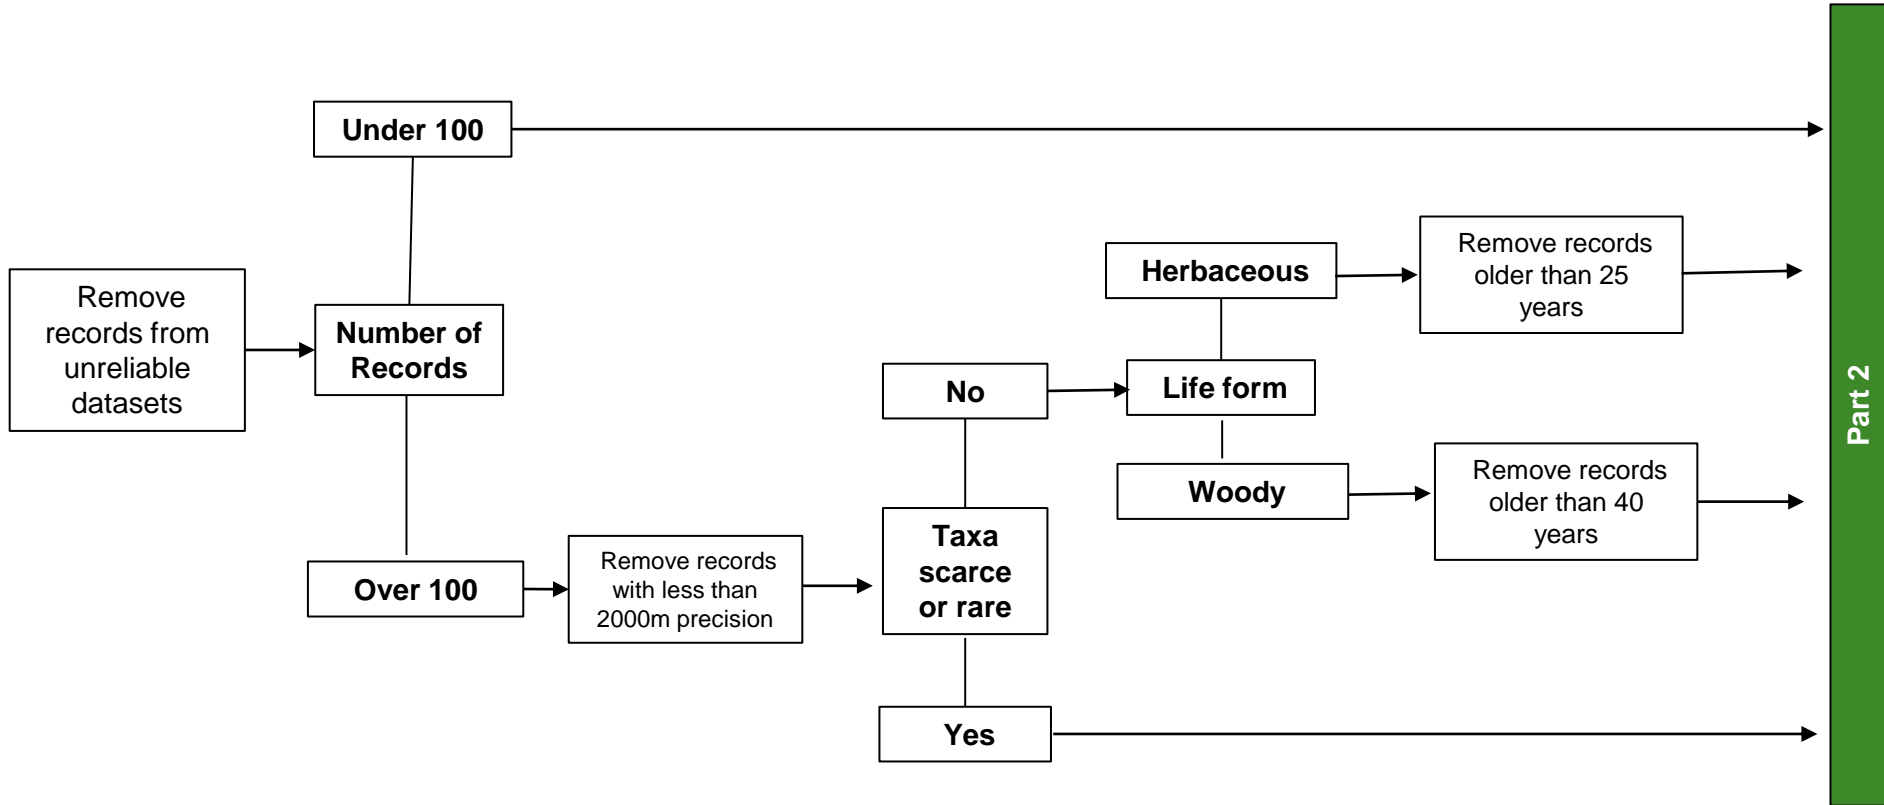 Under 100
Remove
records from
unreliable
datasets
Number of
Records
Over 100
Remove records
with less than
2000m precision
No
Taxa
scarce
or rare
Yes
Herbaceous
Life form
Woody
Remove records
older than 25
years
Remove records
older than 40
years
Part 2